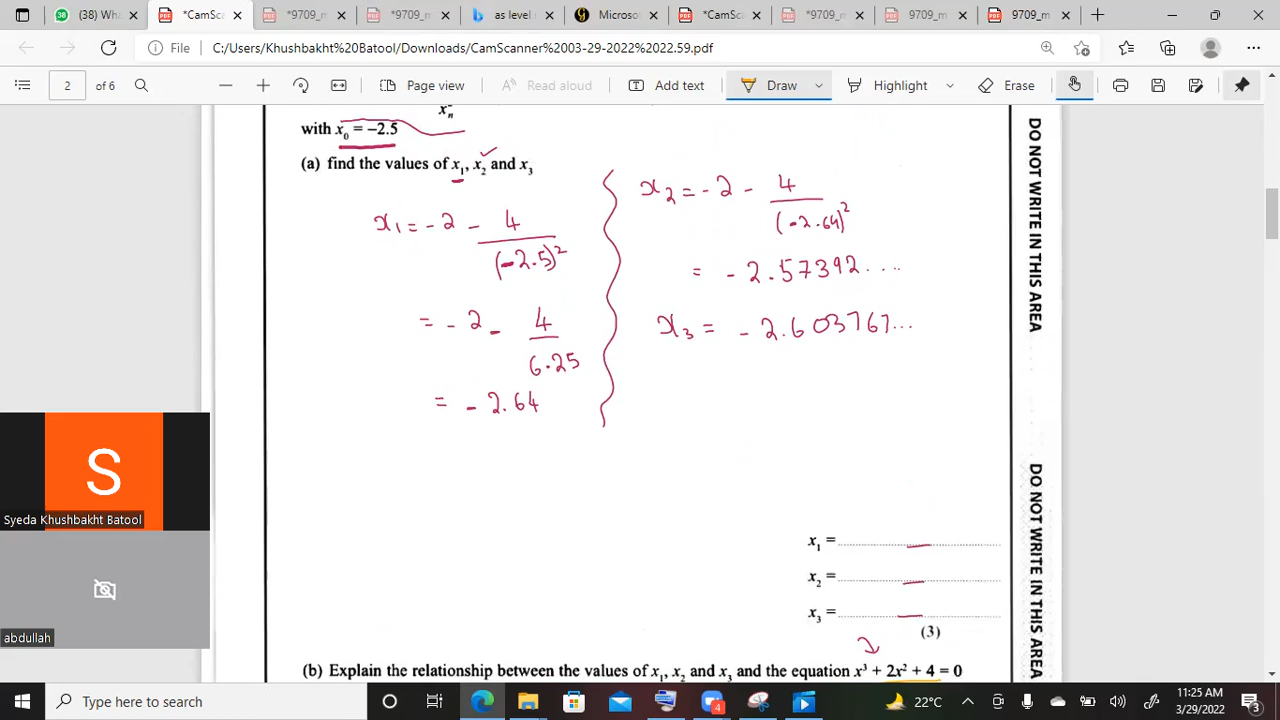 (38) Wha
*CamSca
*9709_m
*9709_m
as level
Microso
*CamSc
*9709_m
9709_m
9709_m
File
C:/Users/Khushbakht%20Batool/Downloads/CamScanner%2003-29-2022%2022.59.pdf
2 of 6
Page view
Read aloud
Add text
Draw
Highlight
Erase
with x₀ = −2.5
(a) find the values of x₁, x₂ and x₃
x₁ = -2 - 4/(-2.5)²
= -2 - 4/6.25
= -2.64
x₂ = -2 - 4/(-2.64)²
= -2.57392....
x₃ = -2.603767...
x₁ =
x₂ =
x₃ =
(3)
(b) Explain the relationship between the values of x₁, x₂ and x₃ and the equation x³ + 2x² + 4 = 0
DO NOT WRITE IN THIS AREA
DO NOT WRITE IN THIS AREA
S
Syeda Khushbakht Batool
abdullah
Type here to search
4
22°C
11:25 AM
3/29/2022
3